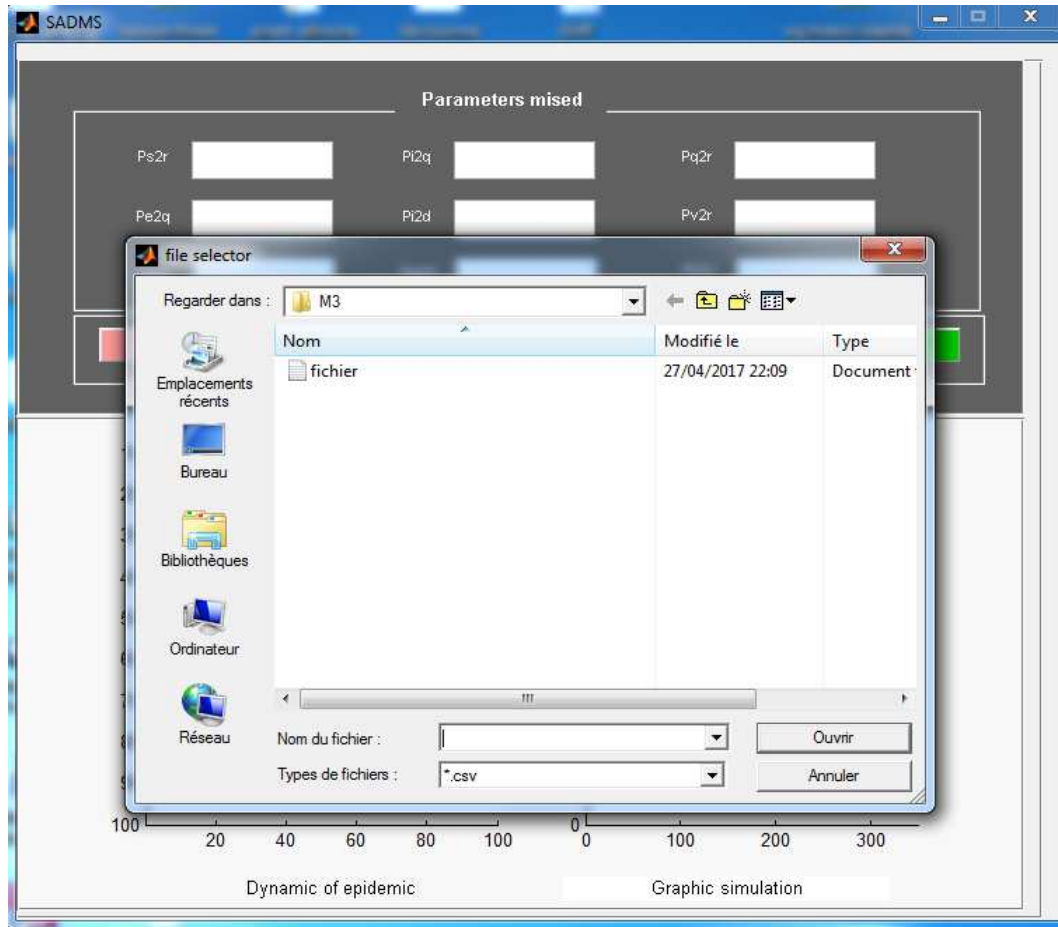 SADMS
Parameters mised
Ps2r Pi2q Pq2r
Pe2q Pi2d Pv2r
file selector
Regarder dans : M3
Nom Modifié le Type
fichier 27/04/2017 22:09 Document
Emplacements
récents
Bureau
Bibliothèques
Ordinateur
Réseau
Nom du fichier : Ouvrir
Types de fichiers : *.csv Annuler
100 0
20 40 60 80 100 0 100 200 300
Dynamic of epidemic Graphic simulation